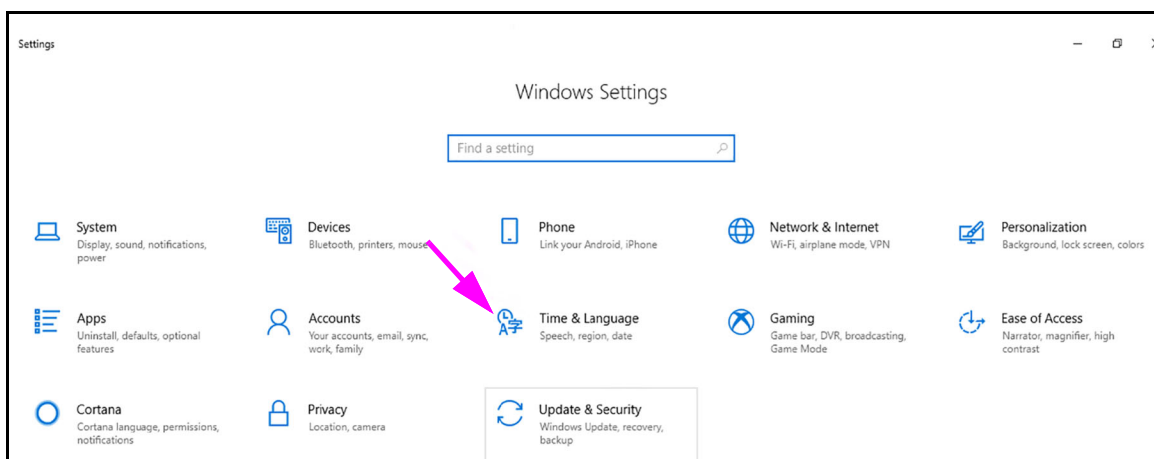 Settings
Windows Settings
Find a setting
System
Display, sound, notifications,
power
Devices
Bluetooth, printers, mouse
Phone
Link your Android, iPhone
Network & Internet
Wi-Fi, airplane mode, VPN
Personalization
Background, lock screen, colors
Apps
Uninstall, defaults, optional
features
Accounts
Your accounts, email, sync,
work, family
Time & Language
Speech, region, date
Gaming
Game bar, DVR, broadcasting,
Game Mode
Ease of Access
Narrator, magnifier, high
contrast
Cortana
Cortana language, permissions,
notifications
Privacy
Location, camera
Update & Security
Windows Update, recovery,
backup